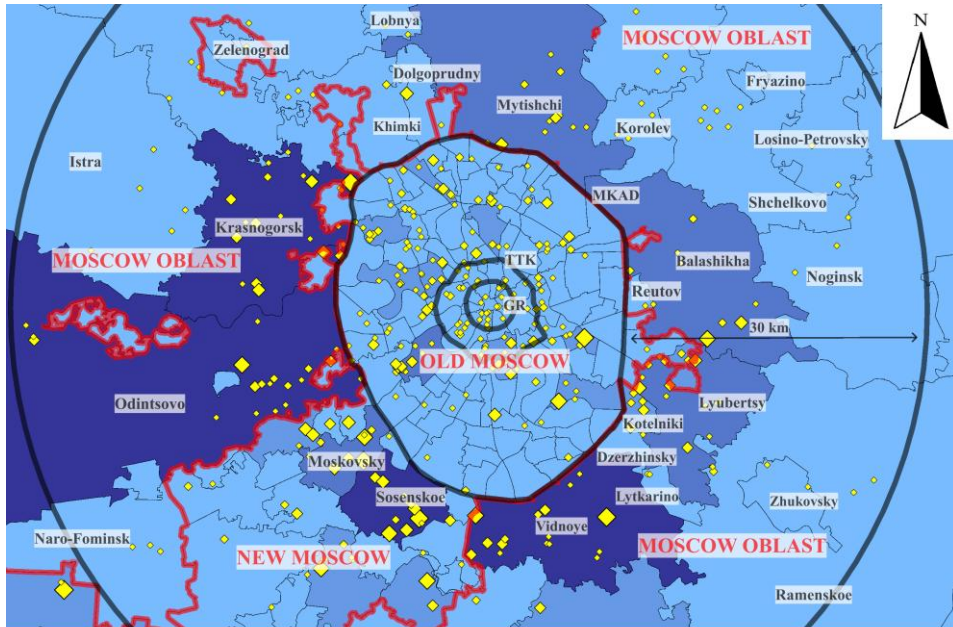 N
Lobnya
Zelenograd
MOSCOW OBLAST
Dolgoprudny
Fryazino
Mytishchi
Khimki
Korolev
Losino-Petrovsky
Istra
MKAD
Shchelkovo
Krasnogorsk
MOSCOW OBLAST
TTK
Balashikha
Noginsk
Reutov
GR
30 km
OLD MOSCOW
Odintsovo
Lyubertsy
Kotelniki
Moskovsky
Dzerzhinsky
Sosenskoe
Lytkarino
Zhukovsky
Vidnoye
Naro-Fominsk
NEW MOSCOW
MOSCOW OBLAST
Ramenskoe